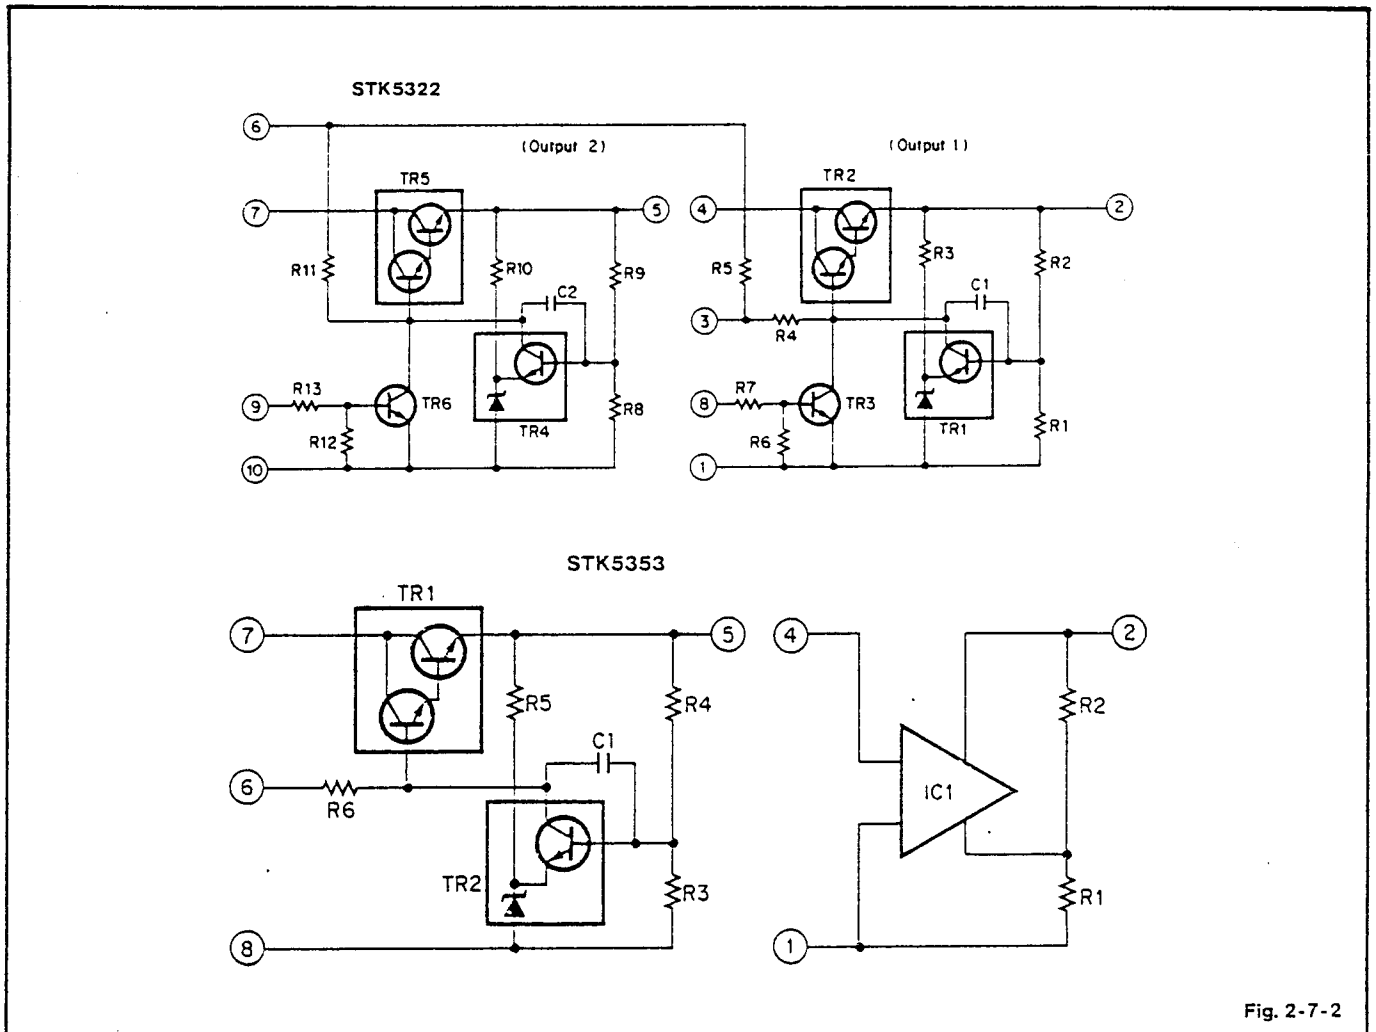 STK5322
6
(Output 2)
(Output 1)
TR5
TR2
7
5
4
2
R11
R10
R9
R5
R3
R2
C2
C1
3
R4
R13
R7
9
TR6
R8
8
TR3
R1
R12
TR4
R6
TR1
10
1
STK5353
TR1
7
5
4
2
R5
R4
R2
C1
6
R6
IC1
TR2
R3
R1
8
1
Fig. 2-7-2